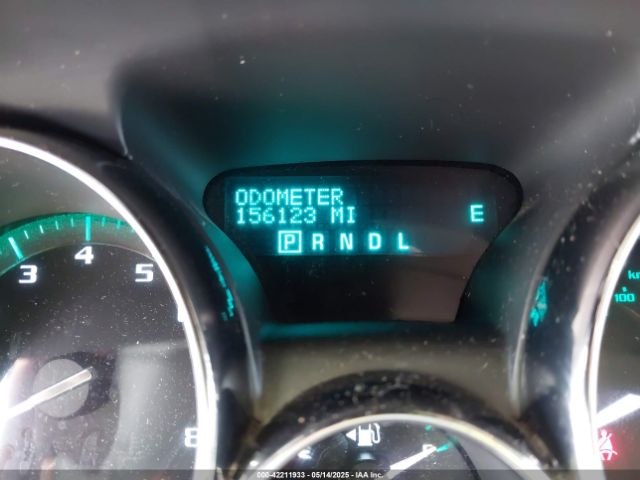 ODOMETER
156123 MI E
P R N D L
3 4 5
8
100
000-42211933 - 05/14/2025 - IAA Inc.